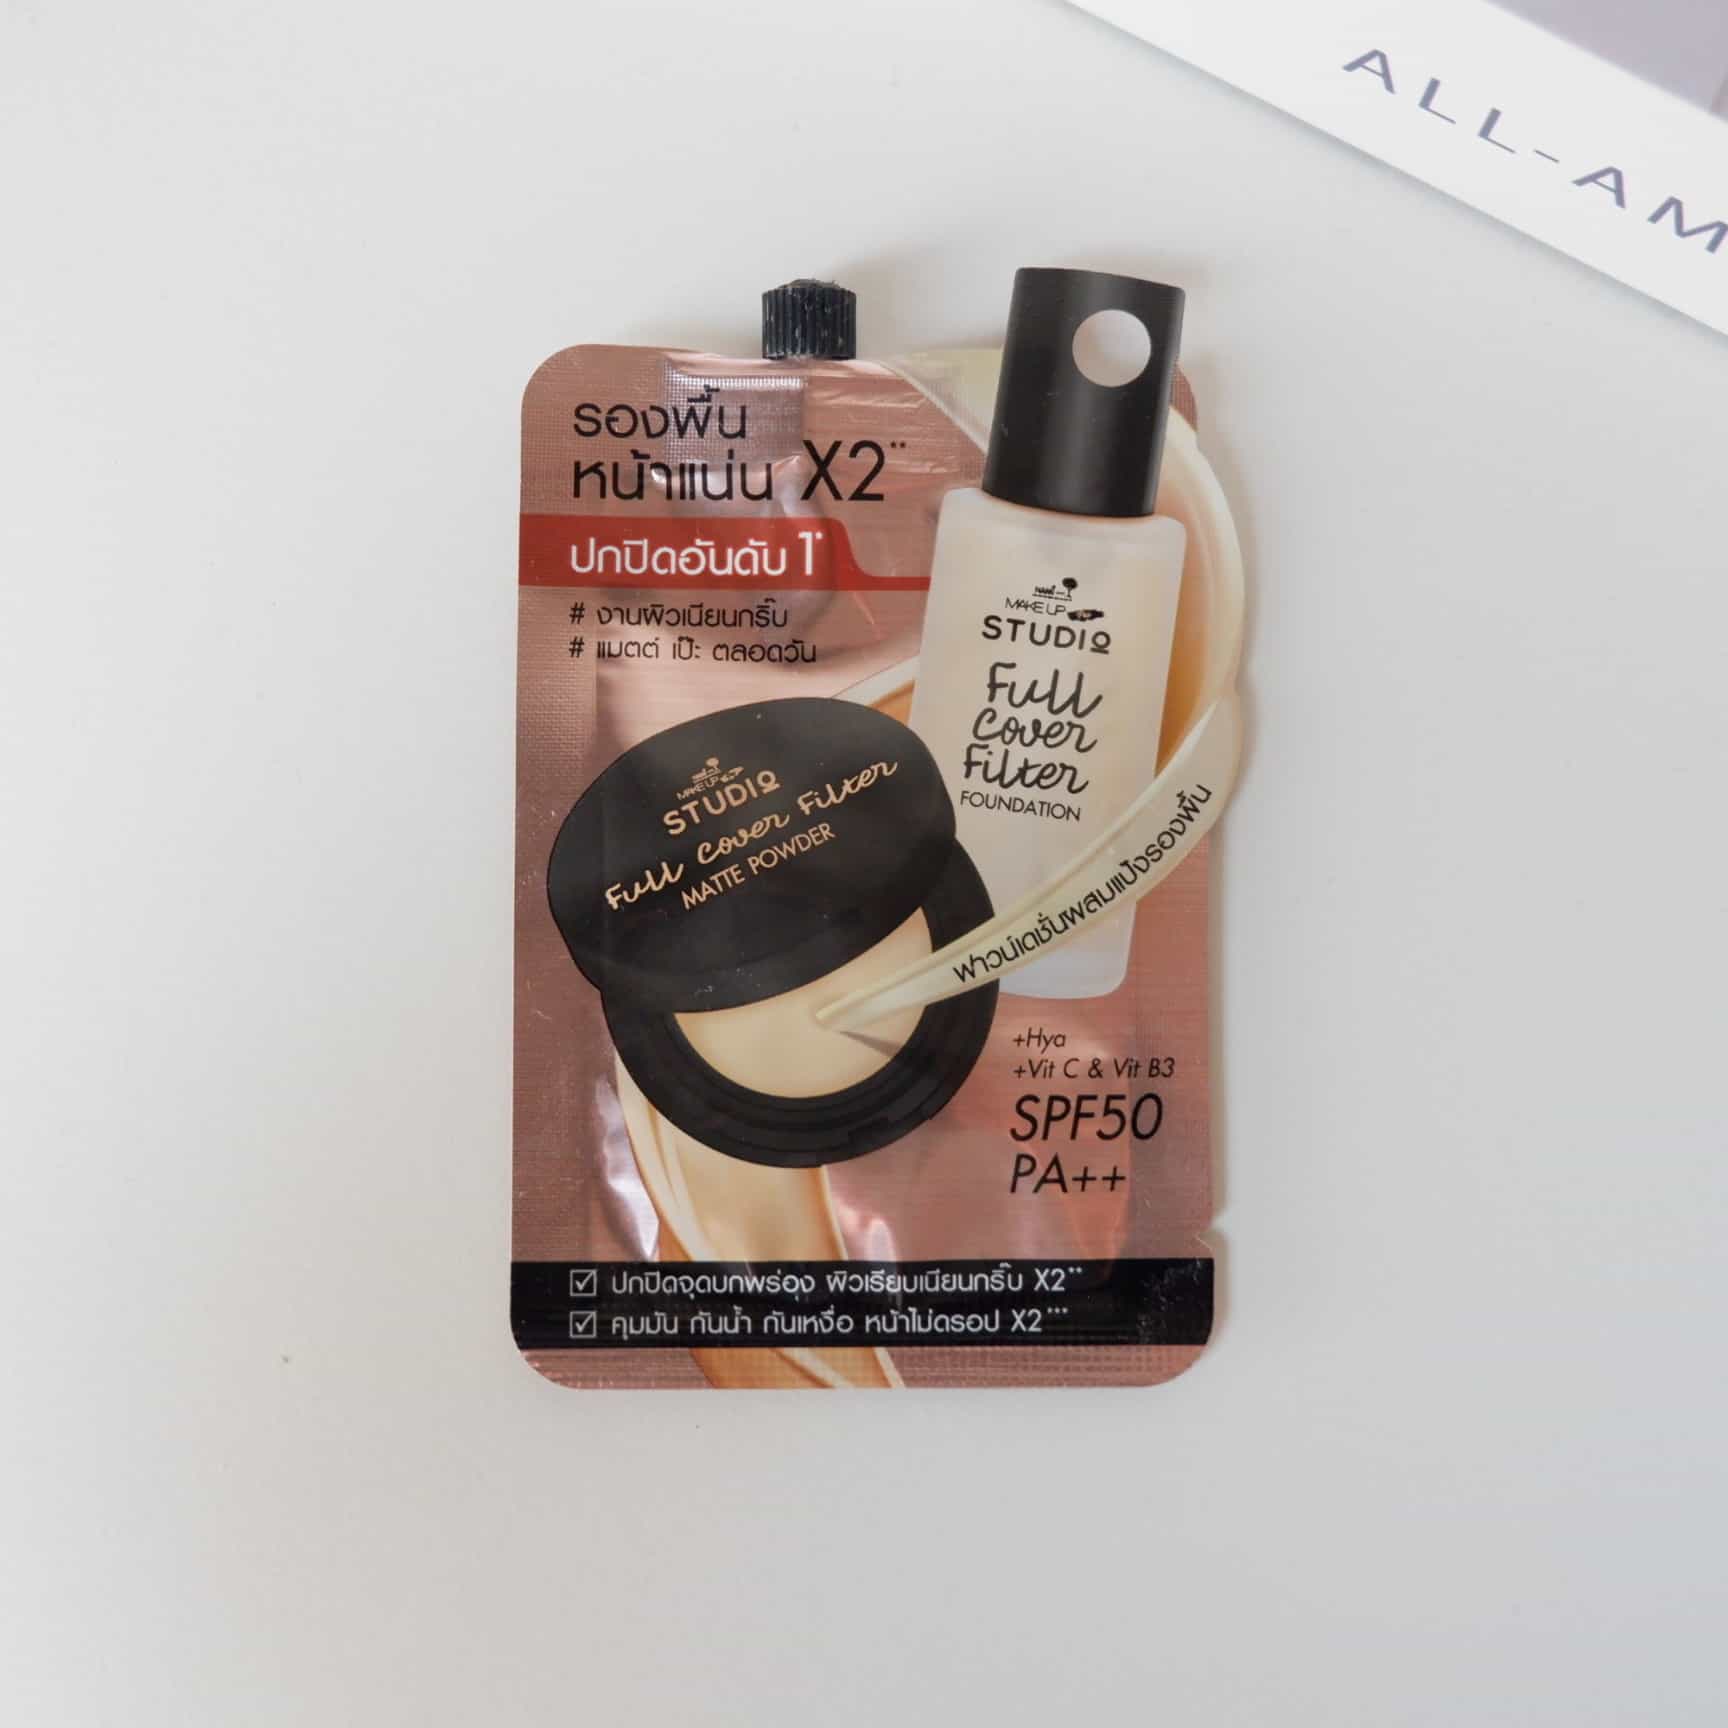 ALL-AM
รองพื้น
หน้าแน่น X2**
ปกปิดอันดับ 1*
# งานผิวเนียนกริ๊บ
# แมตต์ เป๊ะ ตลอดวัน
MAKE UP
STUDIO
Full
Cover
Filter
FOUNDATION
MAKE UP
STUDIO
Full Cover Filter
MATTE POWDER
ฟาวน์เดชั่นผสมแป้งรองพื้น
+Hya
+Vit C & Vit B3
SPF50
PA++
☑ ปกปิดจุดบกพร่อง ผิวเรียบเนียนกริ๊บ X2**
☑ คุมมัน กันน้ำ กันเหงื่อ หน้าไม่ดรอป X2***